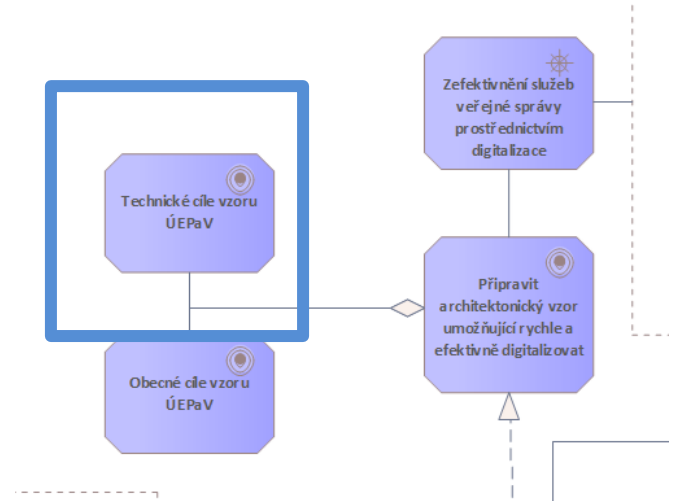 Zefektivnění služeb
veřejné správy
prostřednictvím
digitalizace
Technické cíle vzoru
ÚEPaV
Připravit
architektonický vzor
umožňující rychle a
efektivně digitalizovat
Obecné cíle vzoru
ÚEPaV